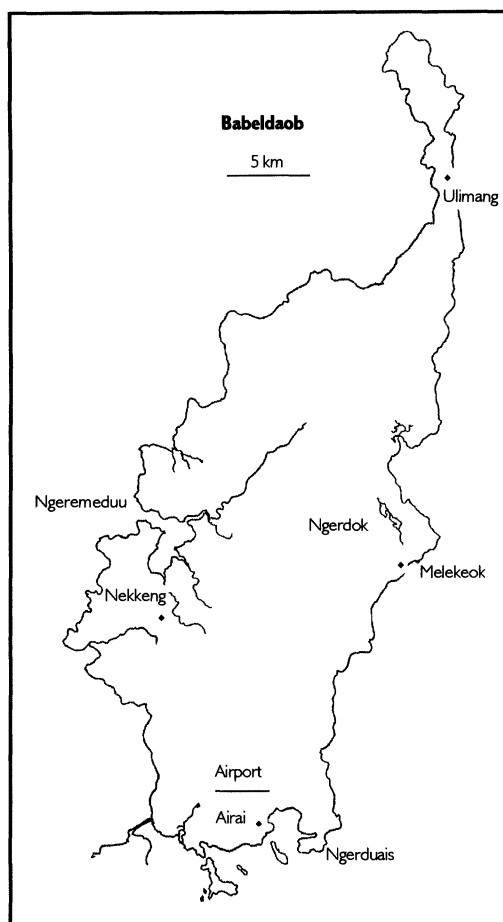 Babeldaob
5 km
Ulimang
Ngeremeduu
Ngerdok
Melekeok
Nekkeng
Airport
Airai
Ngerduais